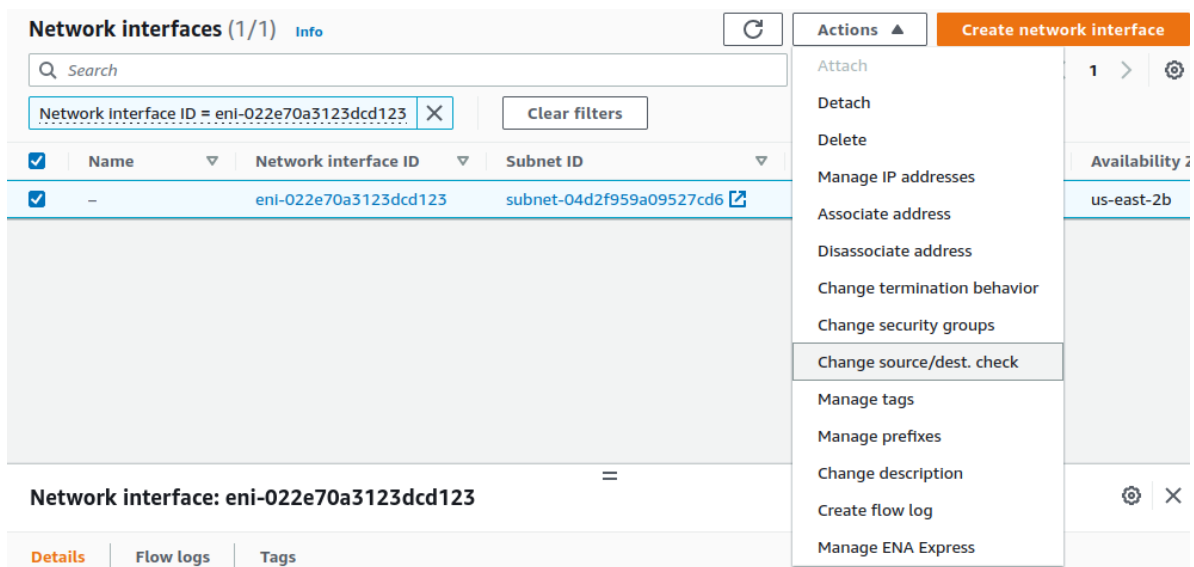 Network interfaces (1/1) Info
Actions ▲
Create network interface
Search
1
Network interface ID = eni-022e70a3123dcd123
Clear filters
Name
Network interface ID
Subnet ID
Availability Z
–
eni-022e70a3123dcd123
subnet-04d2f959a09527cd6
us-east-2b
Attach
Detach
Delete
Manage IP addresses
Associate address
Disassociate address
Change termination behavior
Change security groups
Change source/dest. check
Manage tags
Manage prefixes
Change description
Create flow log
Manage ENA Express
Network interface: eni-022e70a3123dcd123
Details
Flow logs
Tags